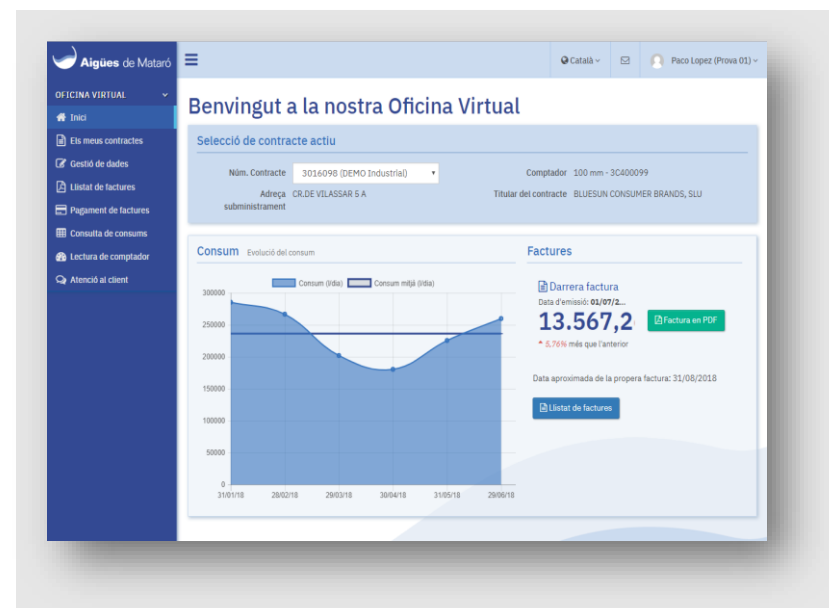 Aigües de Mataró
Català
Paco Lopez (Prova 01)
OFICINA VIRTUAL
Inici
Els meus contractes
Gestió de dades
Llistat de factures
Pagament de factures
Consulta de consums
Lectura de comptador
Atenció al client
Benvingut a la nostra Oficina Virtual
Selecció de contracte actiu
Núm. Contracte 3016098 (DEMO Industrial)
Comptador 100 mm - 3C400099
Adreça subministrament CR.DE VILASSAR 5 A
Titular del contracte BLUESUN CONSUMER BRANDS, SLU
Consum Evolució del consum
Consum (l/dia) Consum mitjà (l/dia)
300000
250000
200000
150000
100000
50000
0
31/01/18 28/02/18 29/03/18 30/04/18 31/05/18 29/06/18
Factures
Darrera factura
Data d'emissió: 01/07/2...
13.567,2
Factura en PDF
5,76% més que l'anterior
Data aproximada de la propera factura: 31/08/2018
Llistat de factures